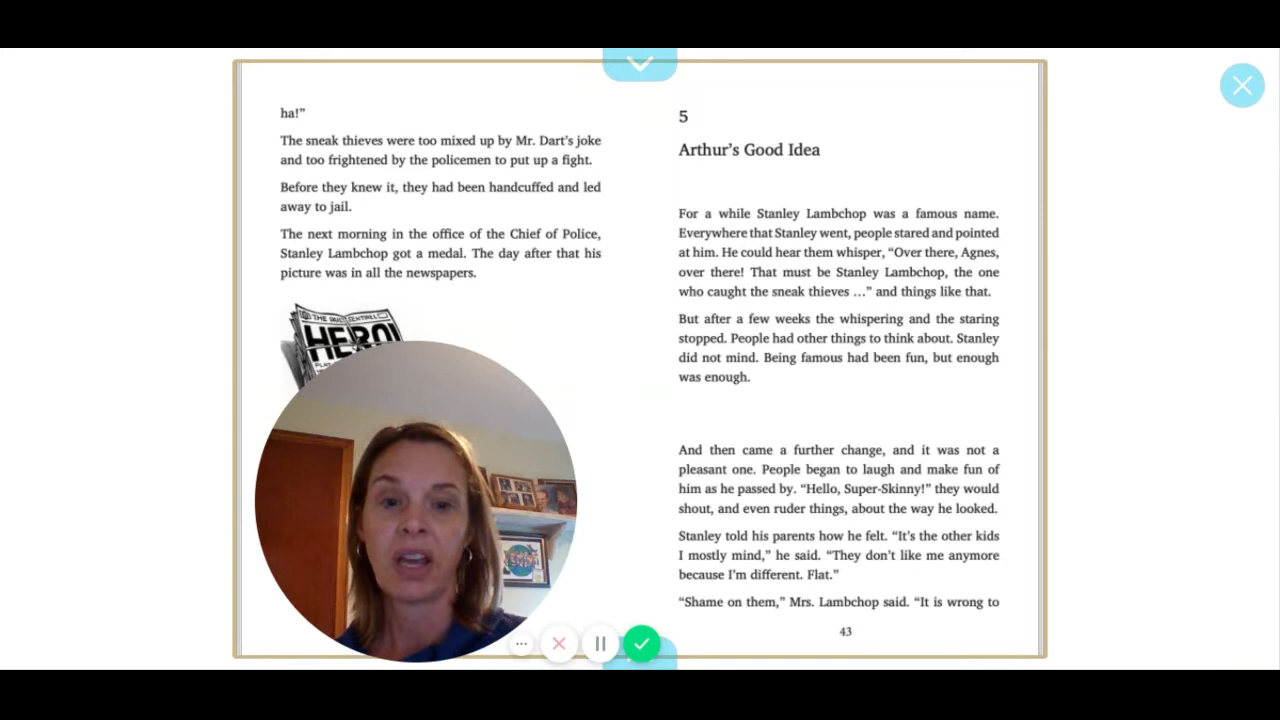 ha!”
The sneak thieves were too mixed up by Mr. Dart’s joke
and too frightened by the policemen to put up a fight.
Before they knew it, they had been handcuffed and led
away to jail.
The next morning in the office of the Chief of Police,
Stanley Lambchop got a medal. The day after that his
picture was in all the newspapers.
THE DAILY SENTINEL
HERO!
5
Arthur’s Good Idea
For a while Stanley Lambchop was a famous name.
Everywhere that Stanley went, people stared and pointed
at him. He could hear them whisper, “Over there, Agnes,
over there! That must be Stanley Lambchop, the one
who caught the sneak thieves …” and things like that.
But after a few weeks the whispering and the staring
stopped. People had other things to think about. Stanley
did not mind. Being famous had been fun, but enough
was enough.
And then came a further change, and it was not a
pleasant one. People began to laugh and make fun of
him as he passed by. “Hello, Super-Skinny!” they would
shout, and even ruder things, about the way he looked.
Stanley told his parents how he felt. “It’s the other kids
I mostly mind,” he said. “They don’t like me anymore
because I’m different. Flat.”
“Shame on them,” Mrs. Lambchop said. “It is wrong to
43